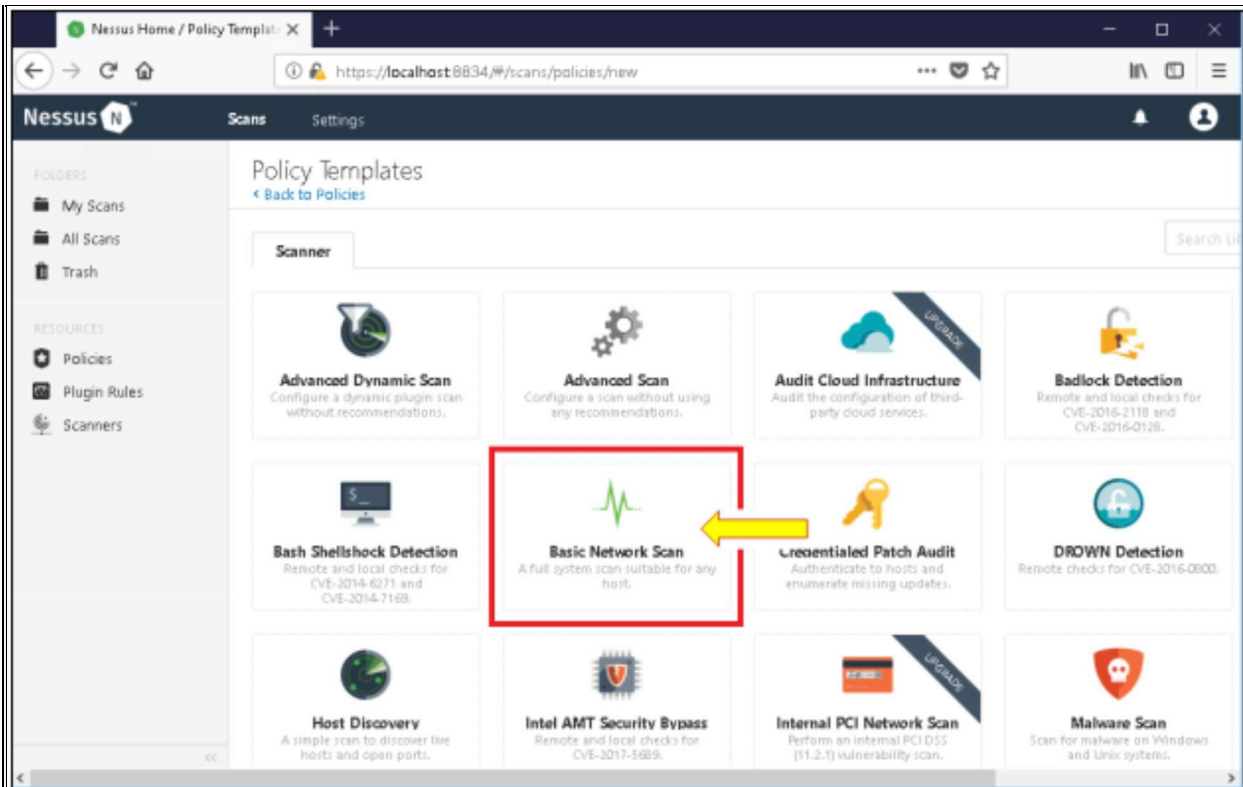 Nessus Home / Policy Templat
https://localhost:8834/#/scans/policies/new
Nessus N
Scans
Settings
FOLDERS
My Scans
All Scans
Trash
RESOURCES
Policies
Plugin Rules
Scanners
Policy Templates
< Back to Policies
Scanner
Search Lib
Advanced Dynamic Scan
Configure a dynamic plugin scan
without recommendations.
Advanced Scan
Configure a scan without using
any recommendations.
UPGRADE
Audit Cloud Infrastructure
Audit the configuration of third-
party cloud services.
Badlock Detection
Remote and local checks for
CVE-2016-2118 and
CVE-2016-0128.
$_
Bash Shellshock Detection
Remote and local checks for
CVE-2014-6271 and
CVE-2014-7169.
Basic Network Scan
A full system scan suitable for any
host.
Credentialed Patch Audit
Authenticate to hosts and
enumerate missing updates.
DROWN Detection
Remote checks for CVE-2016-0800.
Host Discovery
A simple scan to discover live
hosts and open ports.
Intel AMT Security Bypass
Remote and local checks for
CVE-2017-5689.
UPGRADE
Internal PCI Network Scan
Perform an internal PCI DSS
(11.2.1) vulnerability scan.
Malware Scan
Scan for malware on Windows
and Unix systems.